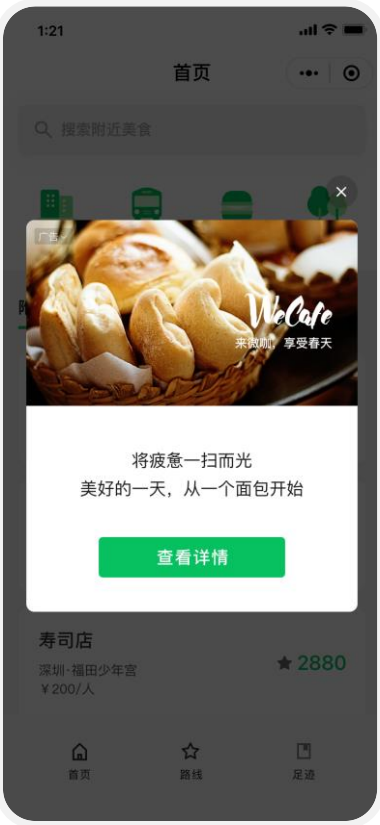 1:21
首页
搜索附近美食
广告
WeCafe
来微咖，享受春天
将疲惫一扫而光
美好的一天，从一个面包开始
查看详情
寿司店
深圳·福田少年宫
2880
￥200/人
首页
路线
足迹